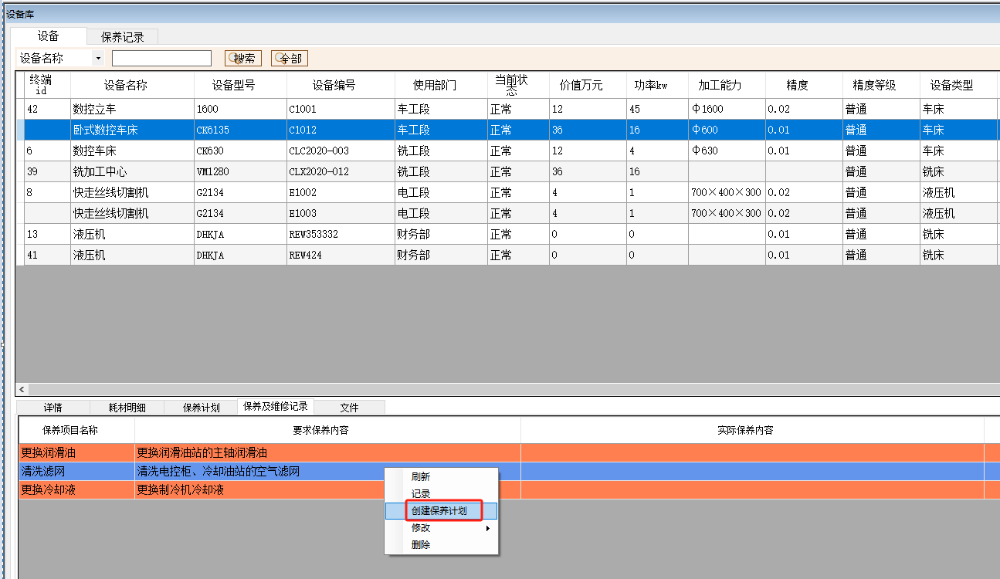 设备库
设备 保养记录
设备名称 搜索 全部
终端id 设备名称 设备型号 设备编号 使用部门 当前状态 价值万元 功率kw 加工能力 精度 精度等级 设备类型
42 数控立车 1600 C1001 车工段 正常 12 45 Φ1600 0.02 普通 车床
卧式数控车床 CK6135 C1012 车工段 正常 36 16 Φ600 0.01 普通 车床
6 数控车床 CK630 CLC2020-003 铣工段 正常 12 4 Φ630 0.01 普通 车床
39 铣加工中心 VM1280 CLX2020-012 铣工段 正常 36 16 普通 铣床
8 快走丝线切割机 G2134 E1002 电工段 正常 4 1 700×400×300 0.02 普通 液压机
快走丝线切割机 G2134 E1003 电工段 正常 4 1 700×400×300 0.02 普通 液压机
13 液压机 DHKJA REW353332 财务部 正常 0 0 0.01 普通 铣床
41 液压机 DHKJA REW424 财务部 正常 0 0 0.01 普通 铣床
详情 耗材明细 保养计划 保养及维修记录 文件
保养项目名称 要求保养内容 实际保养内容
更换润滑油 更换润滑油站的主轴润滑油
清洗滤网 清洗电控柜、冷却油站的空气滤网
更换冷却液 更换制冷机冷却液
刷新
记录
创建保养计划
修改
删除